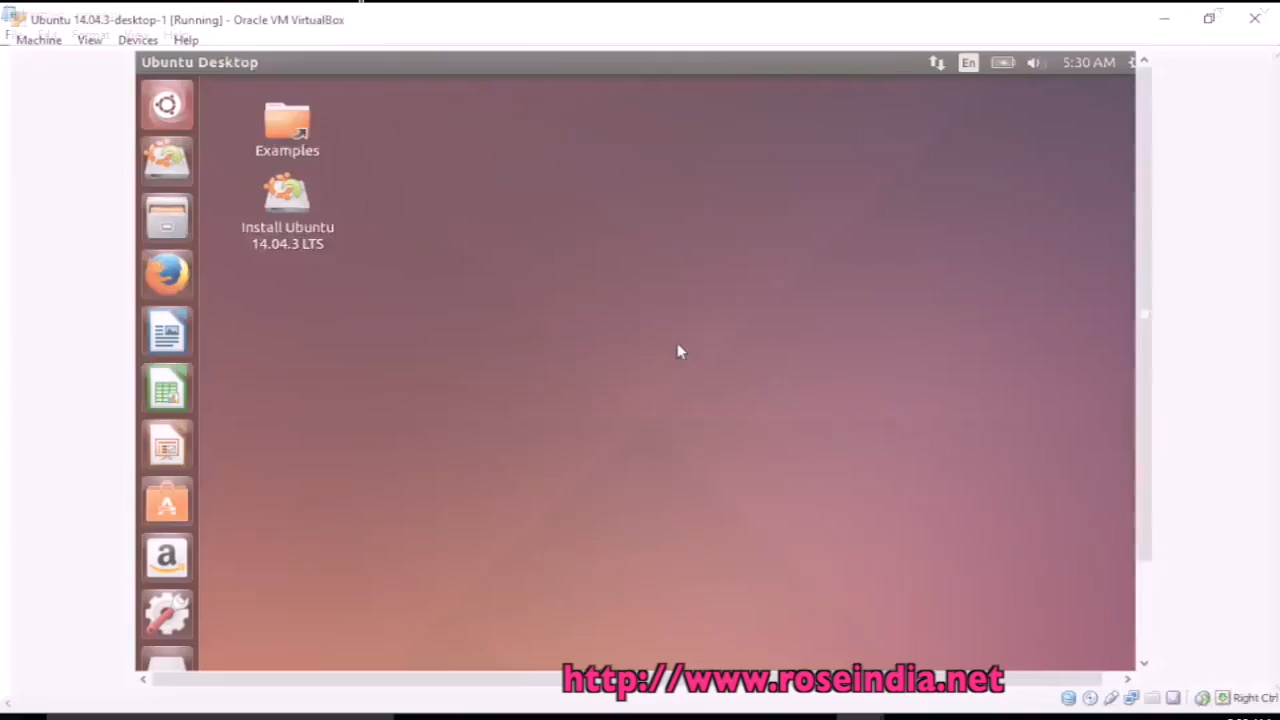 Ubuntu 14.04.3-desktop-1 [Running] - Oracle VM VirtualBox
Machine View Devices Help
Ubuntu Desktop En 5:30 AM
Examples
Install Ubuntu
14.04.3 LTS
a
http://www.roseindia.net
Right Ctrl